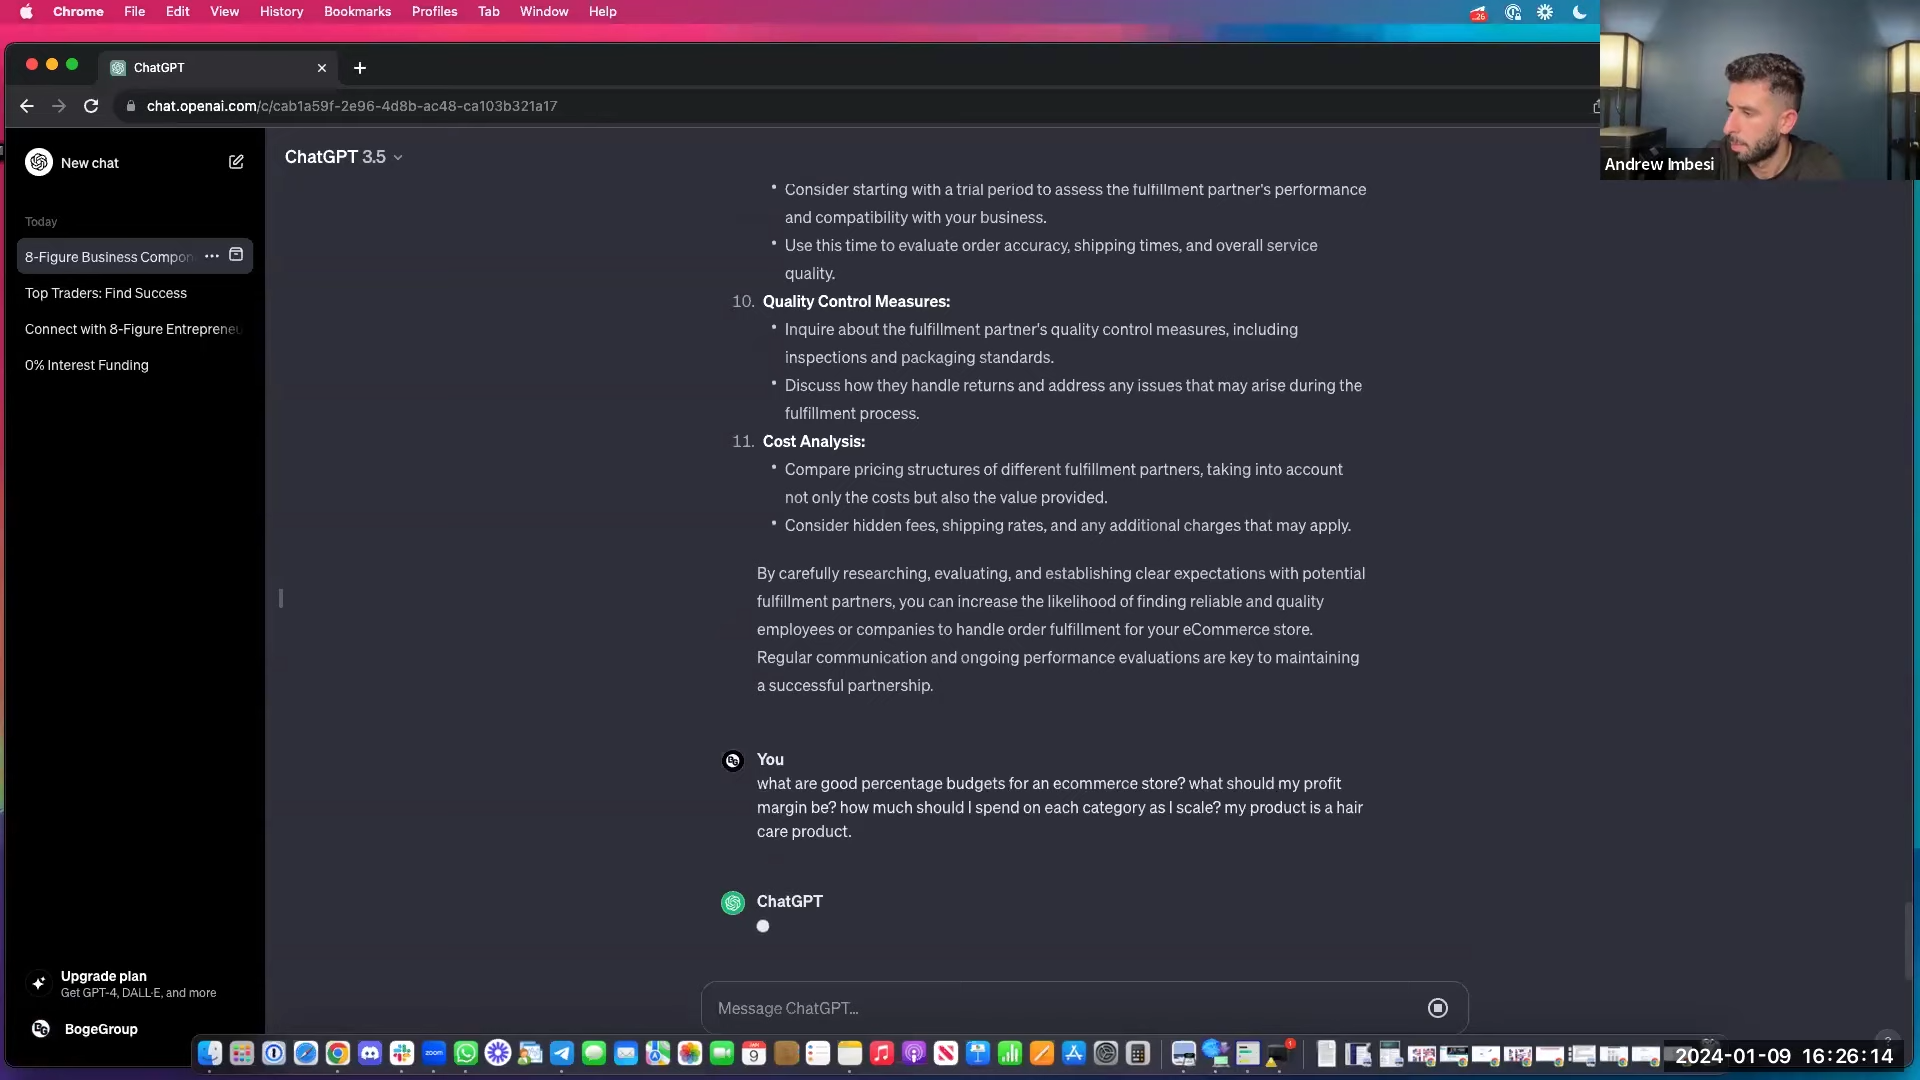 Chrome File Edit View History Bookmarks Profiles Tab Window Help
ChatGPT
chat.openai.com/c/cab1a59f-2e96-4d8b-ac48-ca103b321a17
Andrew Imbesi
New chat
Today
8-Figure Business Compon
Top Traders: Find Success
Connect with 8-Figure Entrepreneu
0% Interest Funding
Upgrade plan
Get GPT-4, DALL·E, and more
BogeGroup
ChatGPT 3.5
• Consider starting with a trial period to assess the fulfillment partner's performance
and compatibility with your business.
• Use this time to evaluate order accuracy, shipping times, and overall service
quality.
10. Quality Control Measures:
• Inquire about the fulfillment partner's quality control measures, including
inspections and packaging standards.
• Discuss how they handle returns and address any issues that may arise during the
fulfillment process.
11. Cost Analysis:
• Compare pricing structures of different fulfillment partners, taking into account
not only the costs but also the value provided.
• Consider hidden fees, shipping rates, and any additional charges that may apply.
By carefully researching, evaluating, and establishing clear expectations with potential
fulfillment partners, you can increase the likelihood of finding reliable and quality
employees or companies to handle order fulfillment for your eCommerce store.
Regular communication and ongoing performance evaluations are key to maintaining
a successful partnership.
You
what are good percentage budgets for an ecommerce store? what should my profit
margin be? how much should I spend on each category as I scale? my product is a hair
care product.
ChatGPT
Message ChatGPT...
zoom
JAN
9
2024-01-09 16:26:14